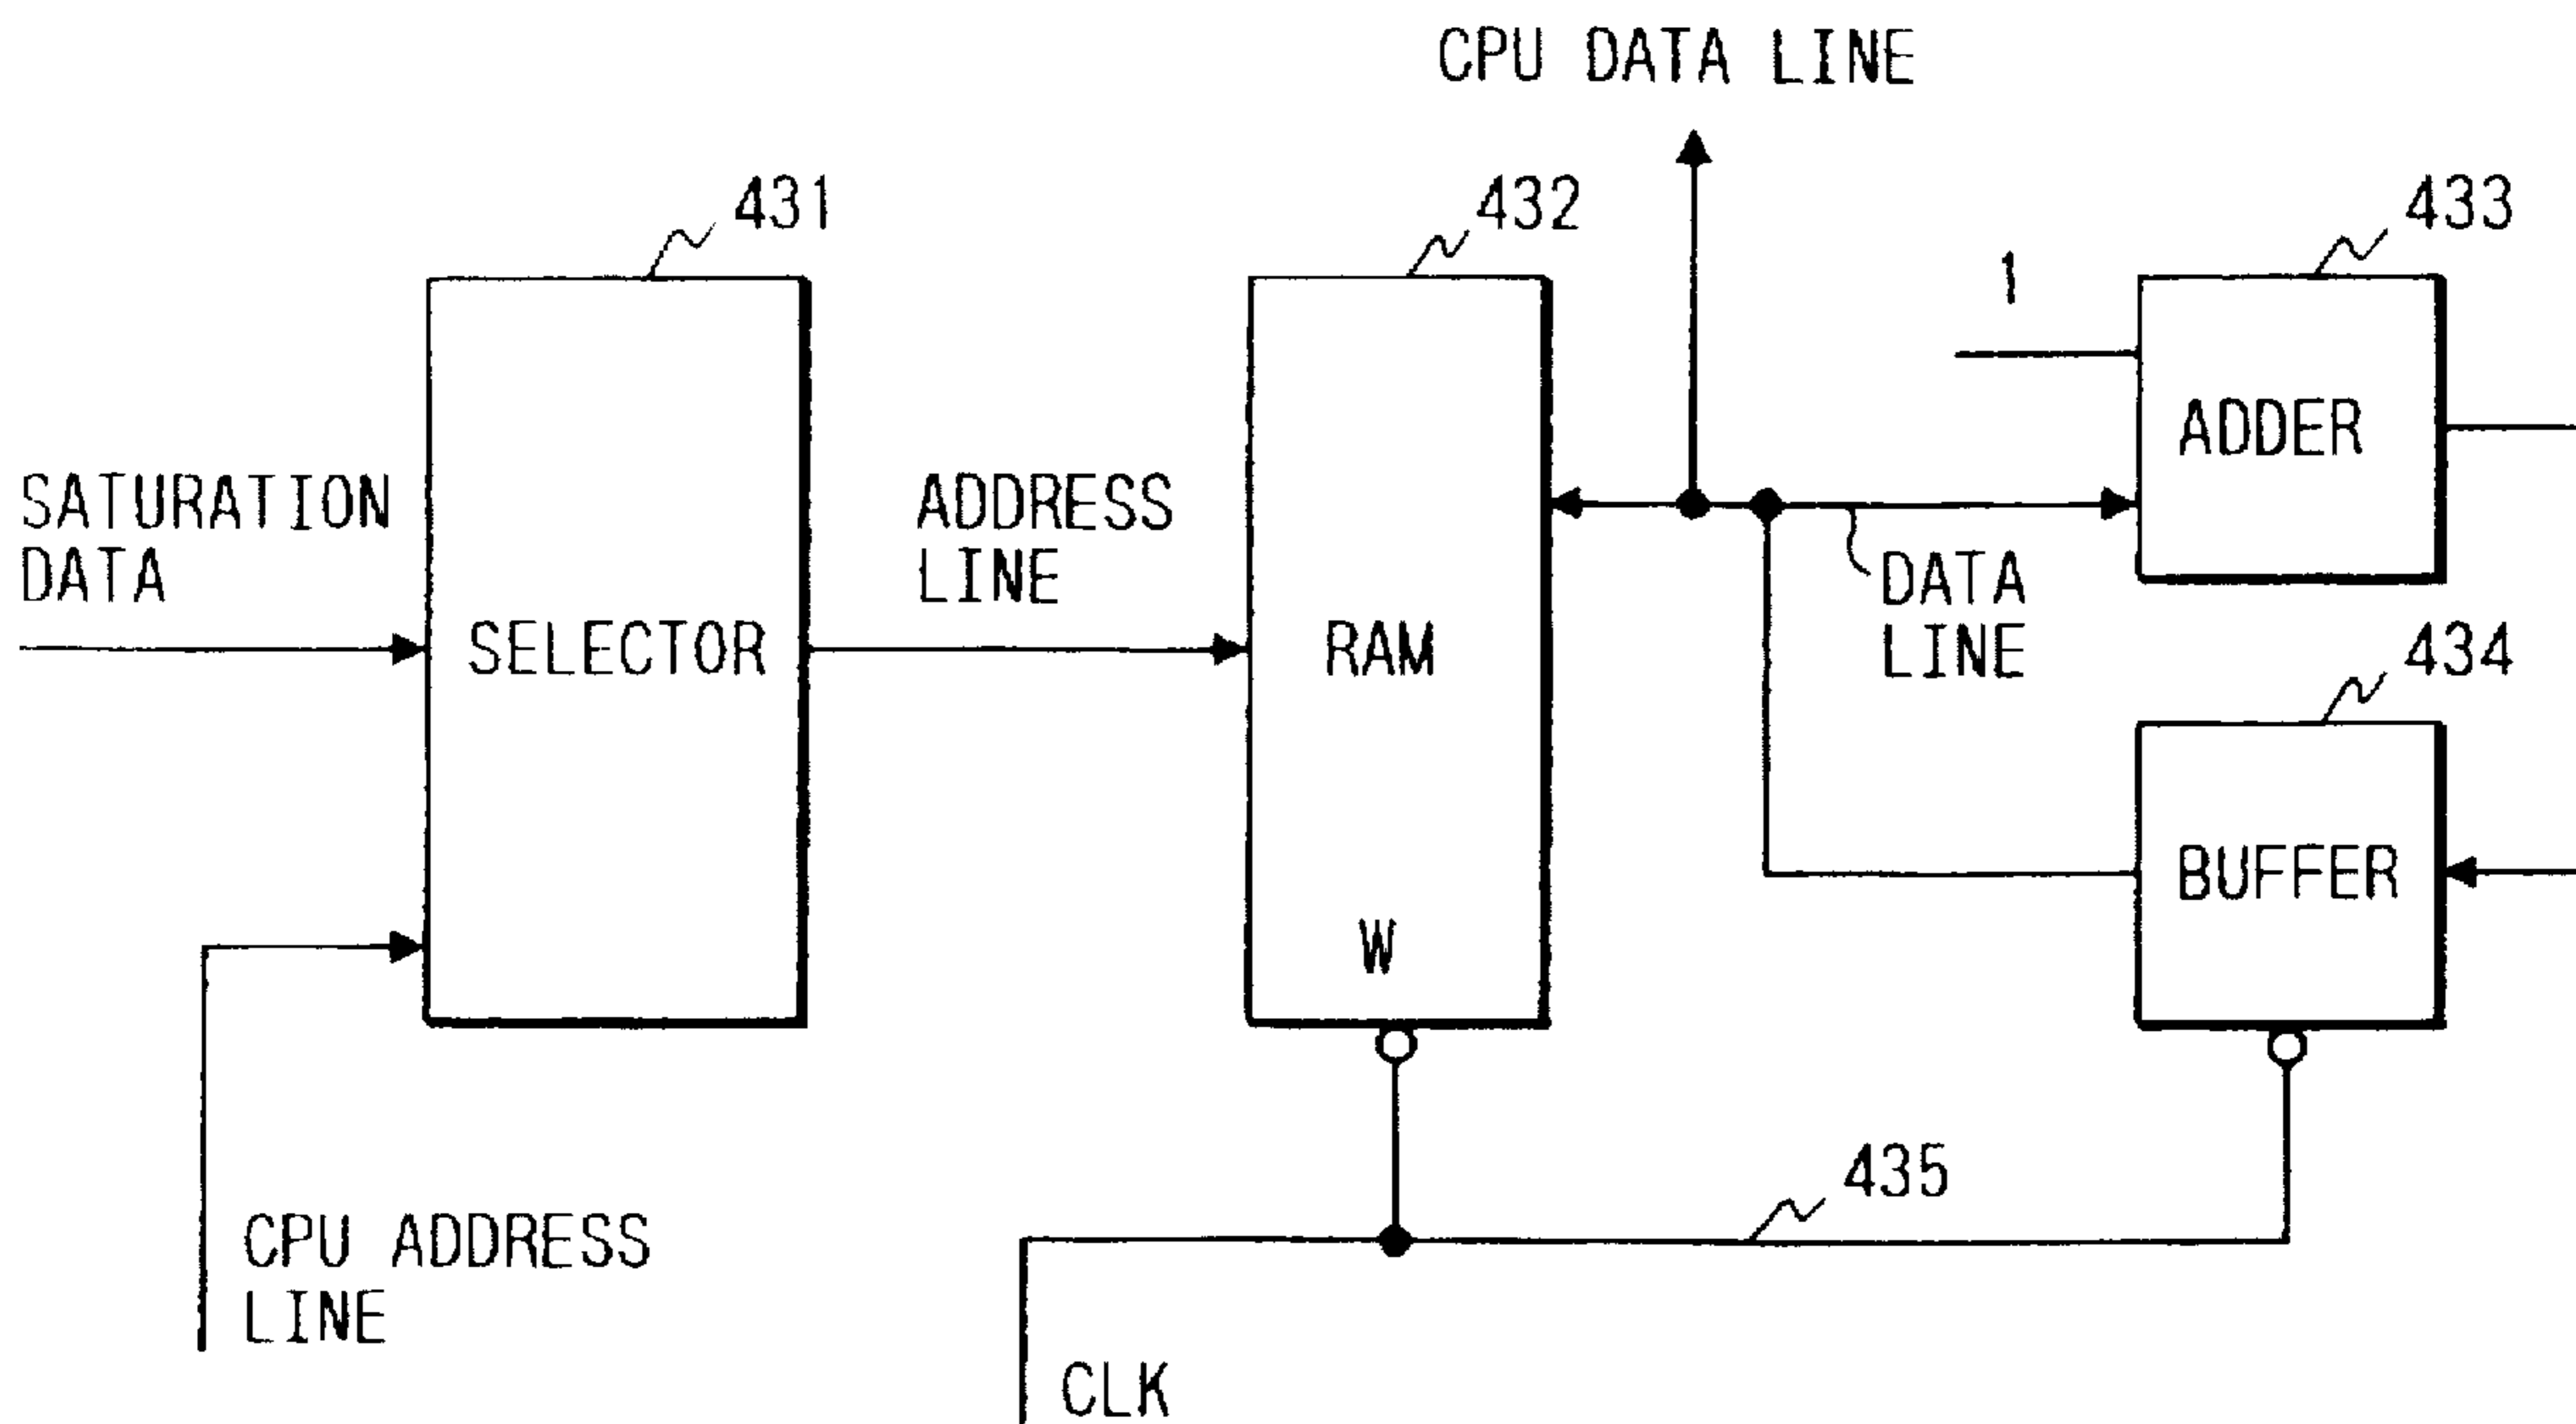 CPU DATA LINE
431
432
433
1
ADDER
SATURATION
DATA
ADDRESS
LINE
DATA
LINE
SELECTOR
RAM
434
BUFFER
W
435
CPU ADDRESS
LINE
CLK